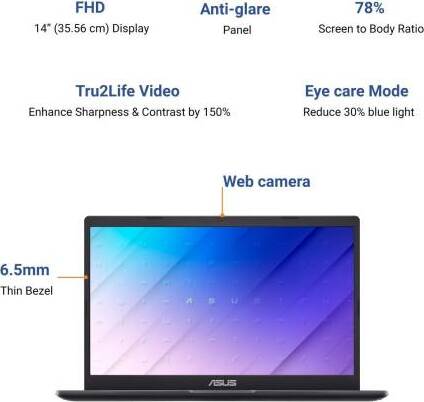 FHD
14” (35.56 cm) Display
Anti-glare
Panel
78%
Screen to Body Ratio
Tru2Life Video
Enhance Sharpness & Contrast by 150%
Eye care Mode
Reduce 30% blue light
Web camera
6.5mm
Thin Bezel
ASUS
ASUS